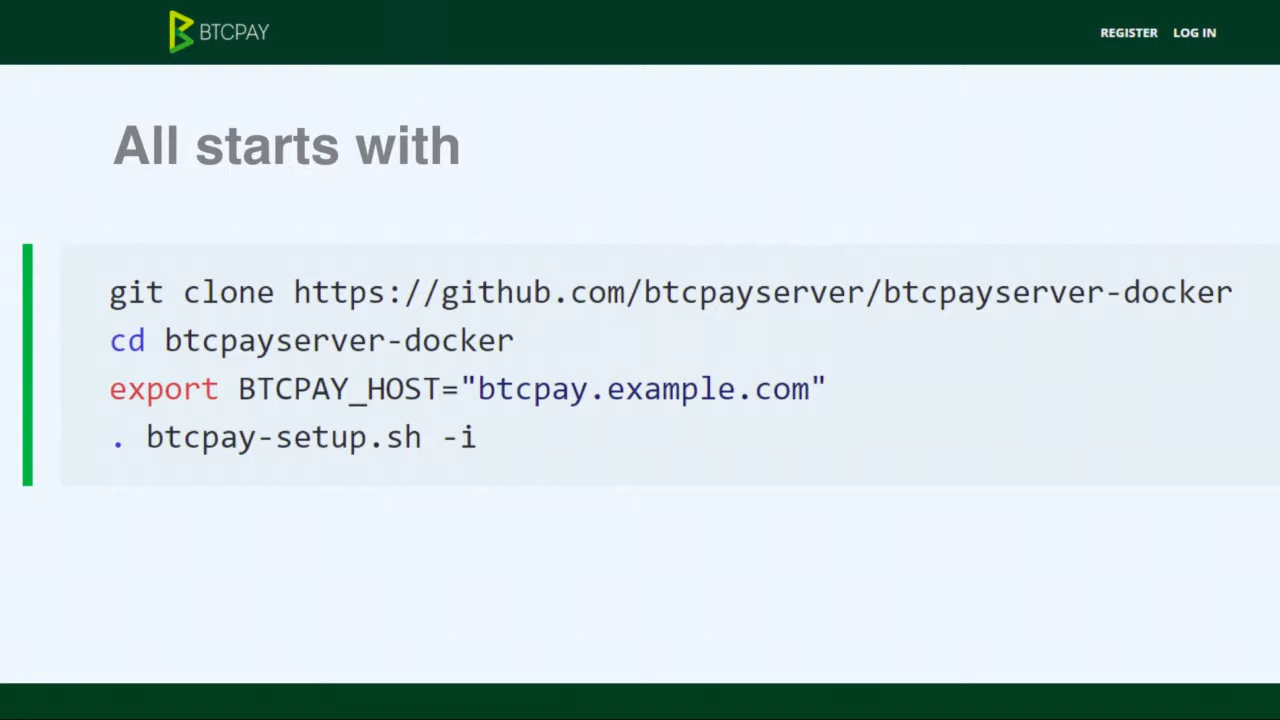 BTCPAY
REGISTER LOG IN
All starts with
git clone https://github.com/btcpayserver/btcpayserver-docker
cd btcpayserver-docker
export BTCPAY_HOST="btcpay.example.com"
. btcpay-setup.sh -i